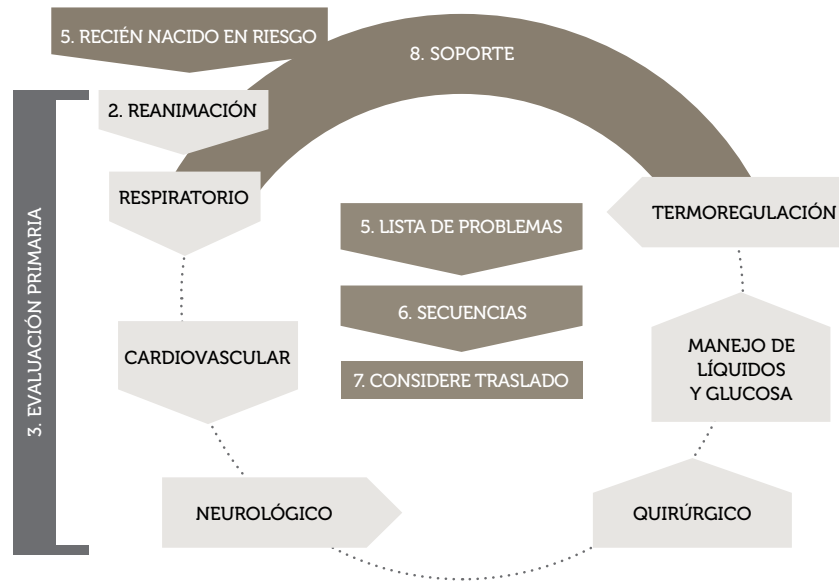 5. RECIÉN NACIDO EN RIESGO
8. SOPORTE
2. REANIMACIÓN
3. EVALUACIÓN PRIMARIA
RESPIRATORIO
TERMOREGULACIÓN
5. LISTA DE PROBLEMAS
6. SECUENCIAS
7. CONSIDERE TRASLADO
CARDIOVASCULAR
MANEJO DE
LÍQUIDOS
Y GLUCOSA
NEUROLÓGICO
QUIRÚRGICO